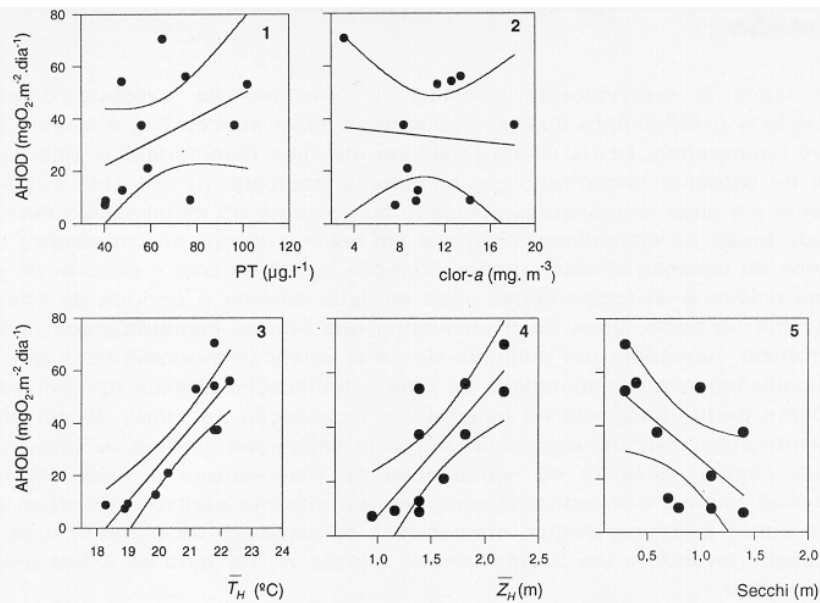 AHOD (mgO₂.m⁻².dia⁻¹)
80
60
40
20
0
1
20 40 60 80 100 120
PT (µg.l⁻¹)
2
0 4 8 12 16 20
clor-a (mg. m⁻³)
AHOD (mgO₂.m⁻².dia⁻¹)
80
60
40
20
0
3
18 19 20 21 22 23 24
T̅H (ºC)
4
1,0 1,5 2,0 2,5
Z̅H (m)
5
0,5 1,0 1,5
Secchi (m)